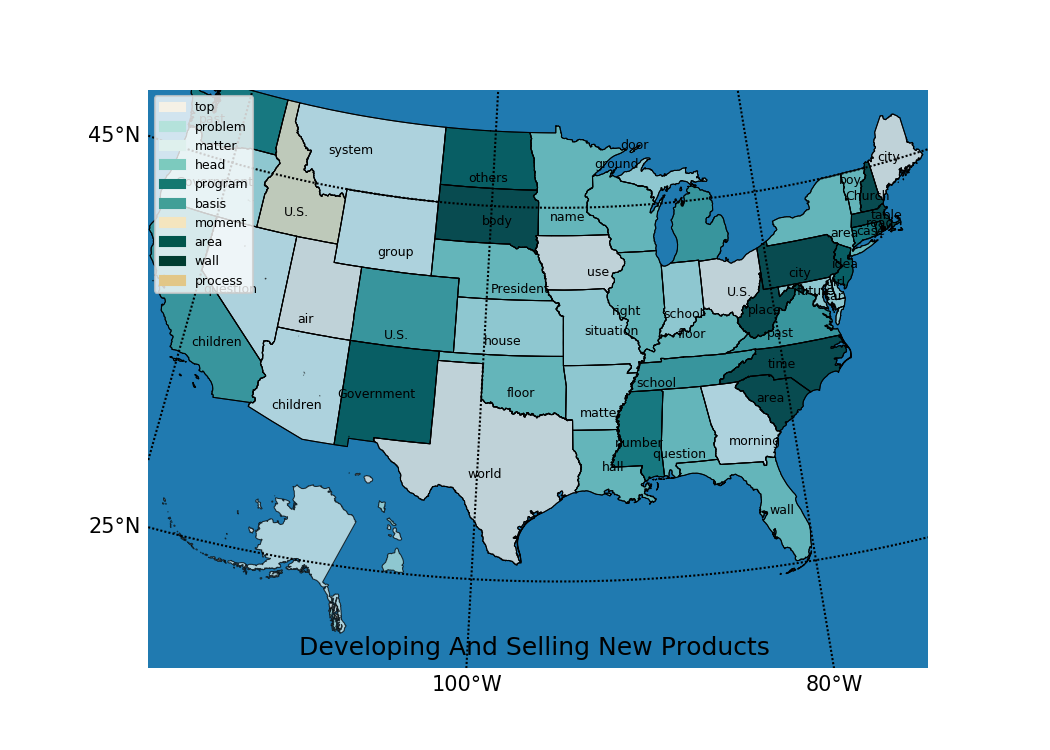 top
problem
matter
head
program
basis
moment
area
wall
process
45°N
25°N
100°W
80°W
door
ground
system
others
city
boy
Church
U.S.
body
name
table
area
case
group
use
city
idea
President
U.S.
future
car
question
air
right
school
place
children
U.S.
house
situation
floor
past
time
children
Government
floor
school
area
matter
number
question
morning
hall
world
wall
Developing And Selling New Products